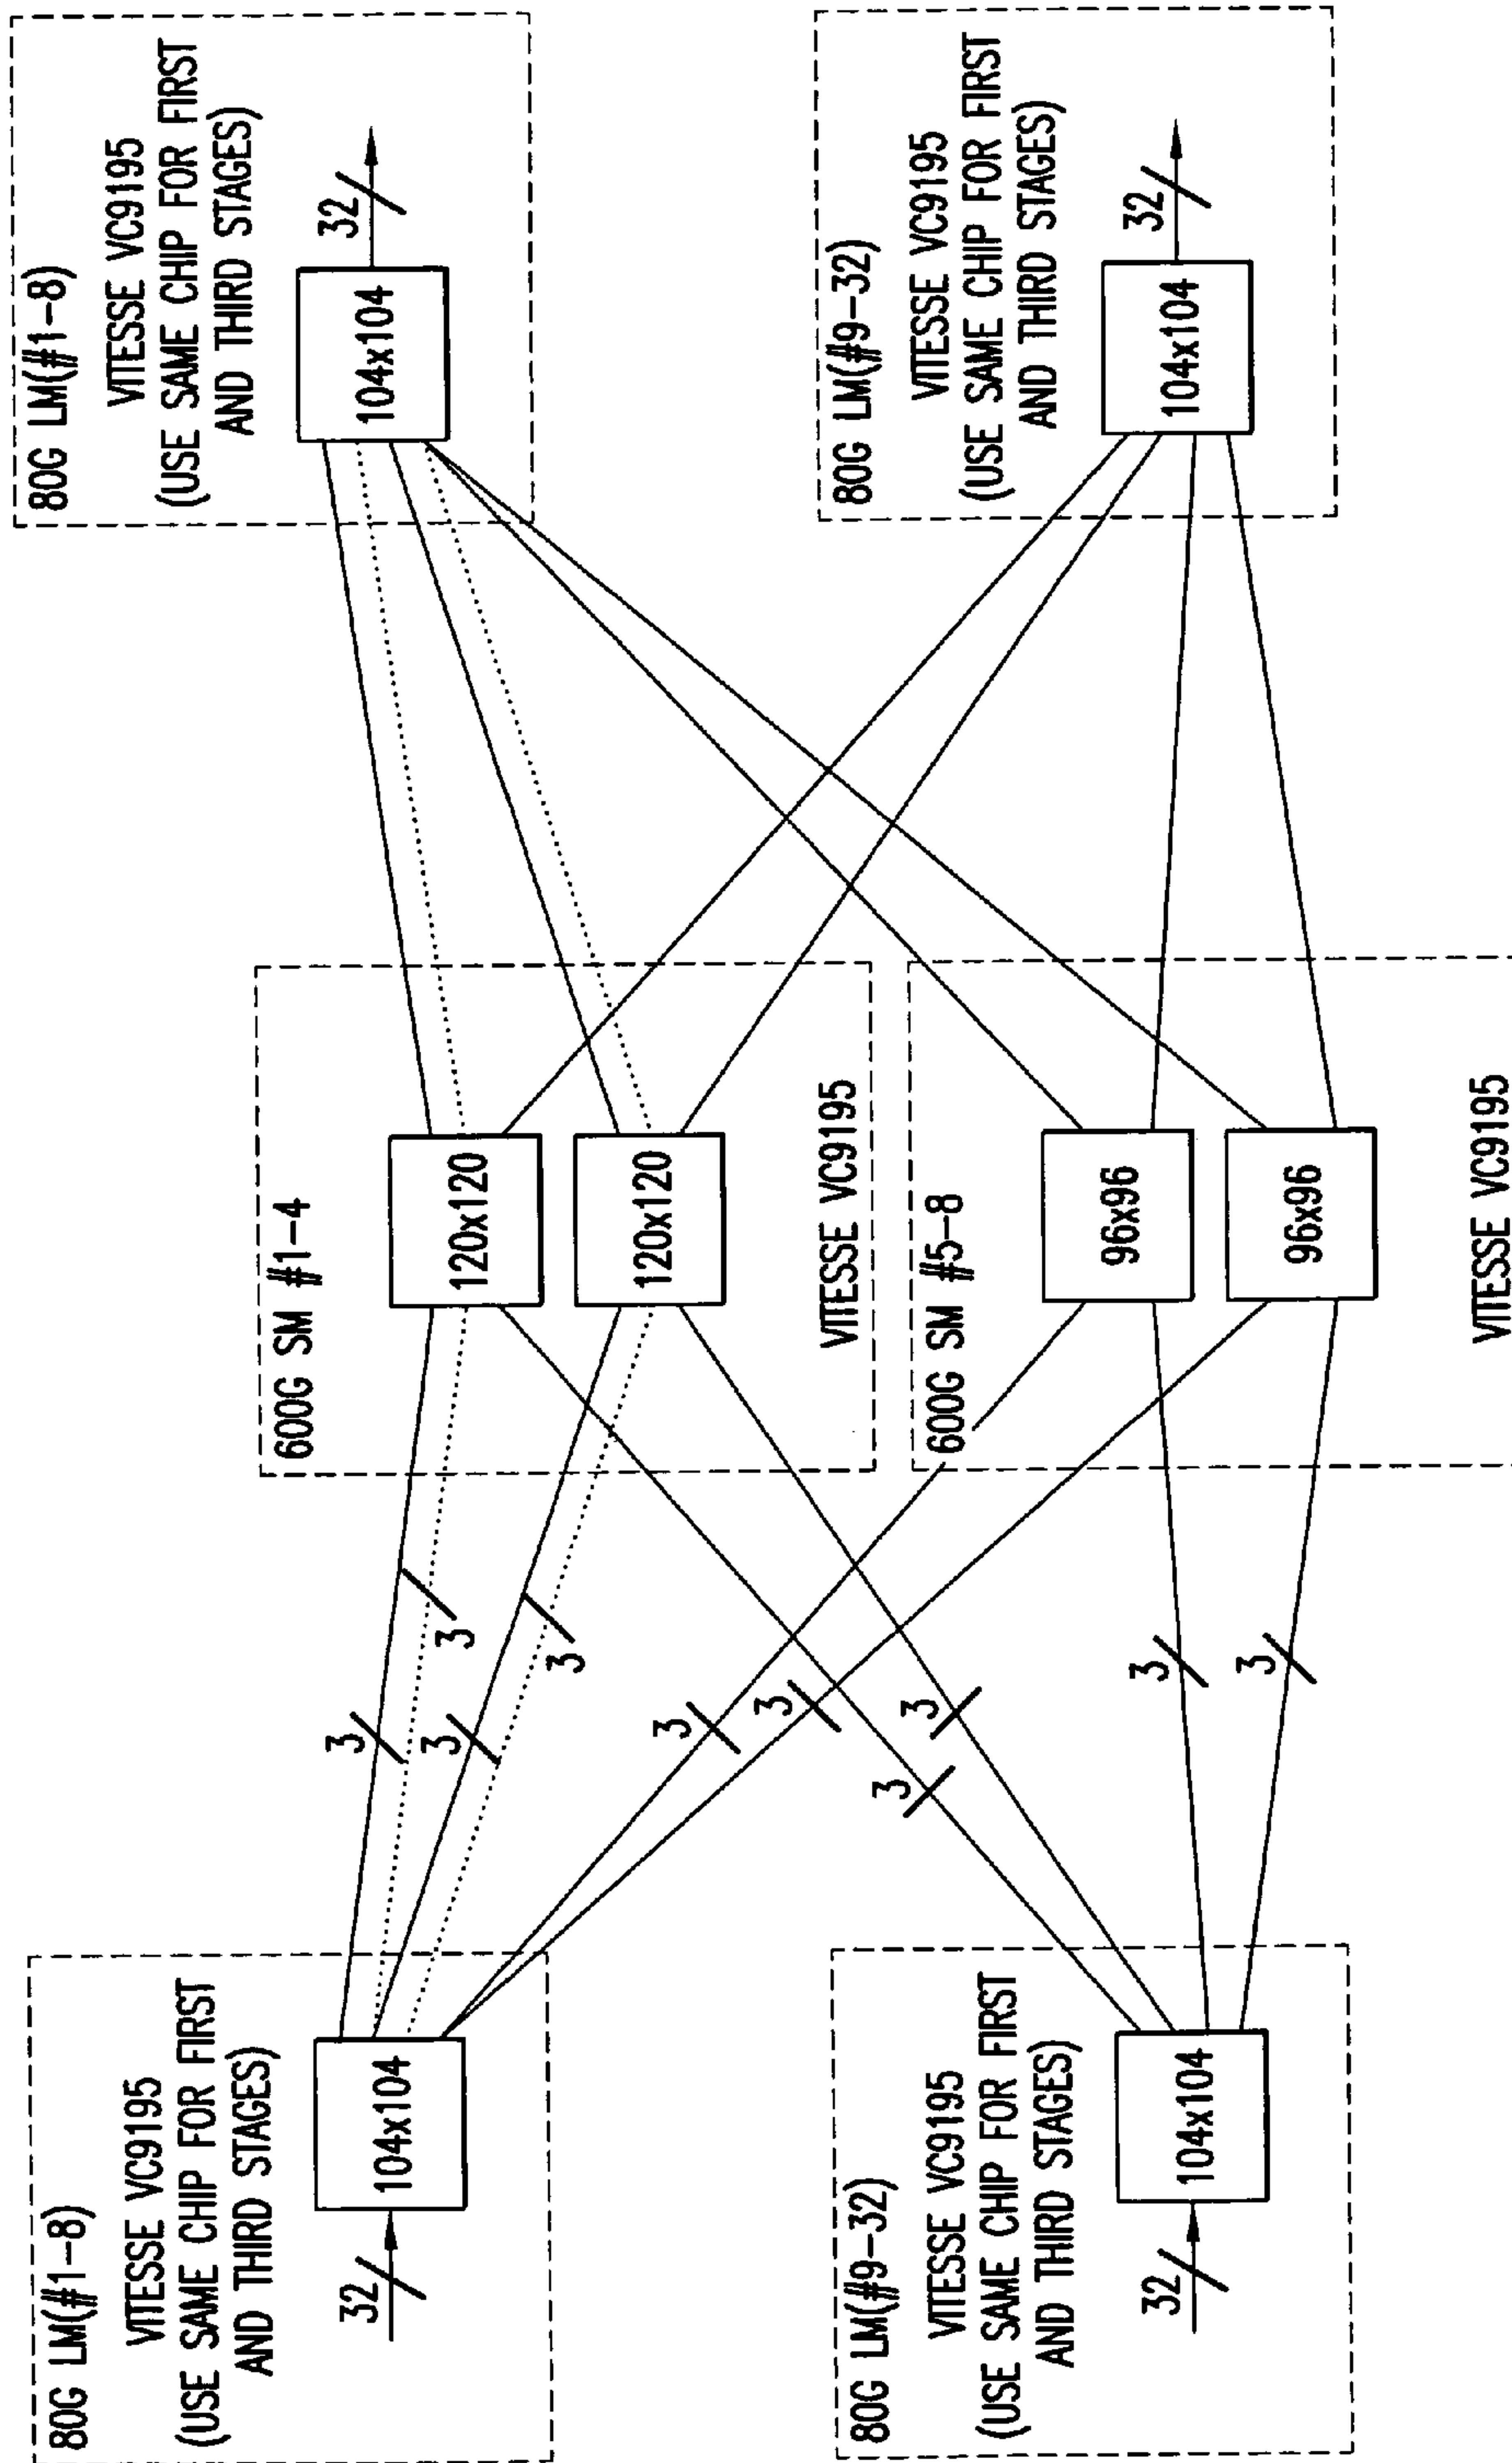 80G LM(#1-8)
VITESSE VC9195
(USE SAME CHIP FOR FIRST
AND THIRD STAGES)
32
104x104
3
3
3
3
3
3
600G SM #1-4
120x120
120x120
VITESSE VC9195
80G LM(#1-8)
VITESSE VC9195
(USE SAME CHIP FOR FIRST
AND THIRD STAGES)
104x104
32
80G LM(#9-32)
VITESSE VC9195
(USE SAME CHIP FOR FIRST
AND THIRD STAGES)
32
104x104
3
3
3
3
600G SM #5-8
96x96
96x96
VITESSE VC9195
80G LM(#9-32)
VITESSE VC9195
(USE SAME CHIP FOR FIRST
AND THIRD STAGES)
104x104
32